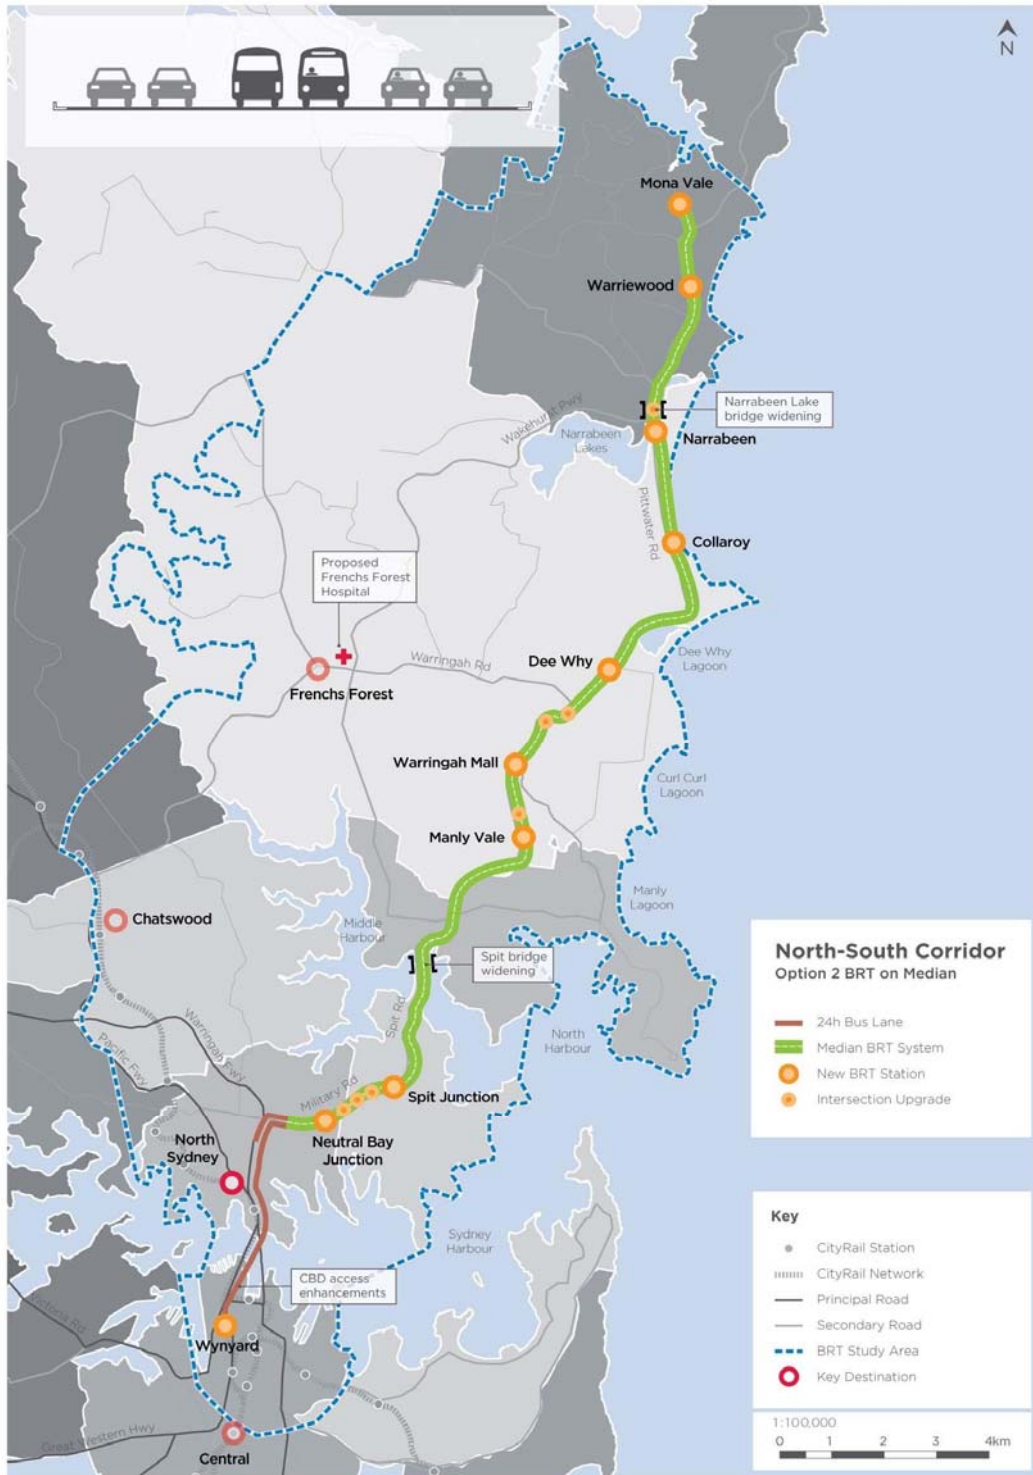 N
Mona Vale
Warriewood
Narrabeen Lake
bridge widening
Wakehurst Pwy
Narrabeen
Lakes
Narrabeen
Pittwater Rd
Collaroy
Proposed
Frenchs Forest
Hospital
Warringah Rd
Dee Why
Dee Why
Lagoon
Frenchs Forest
Warringah Mall
Curl Curl
Lagoon
Manly Vale
Manly
Lagoon
Chatswood
Middle
Harbour
Spit bridge
widening
Spit Rd
North
Harbour
Warringah Fwy
Pacific Fwy
Military Rd
Spit Junction
Neutral Bay
Junction
North
Sydney
Sydney
Harbour
CBD access
enhancements
Victoria Rd
Wynyard
Great Western Hwy
Central
North-South Corridor
Option 2 BRT on Median
24h Bus Lane
Median BRT System
New BRT Station
Intersection Upgrade
Key
CityRail Station
CityRail Network
Principal Road
Secondary Road
BRT Study Area
Key Destination
1:100,000
0 1 2 3 4km